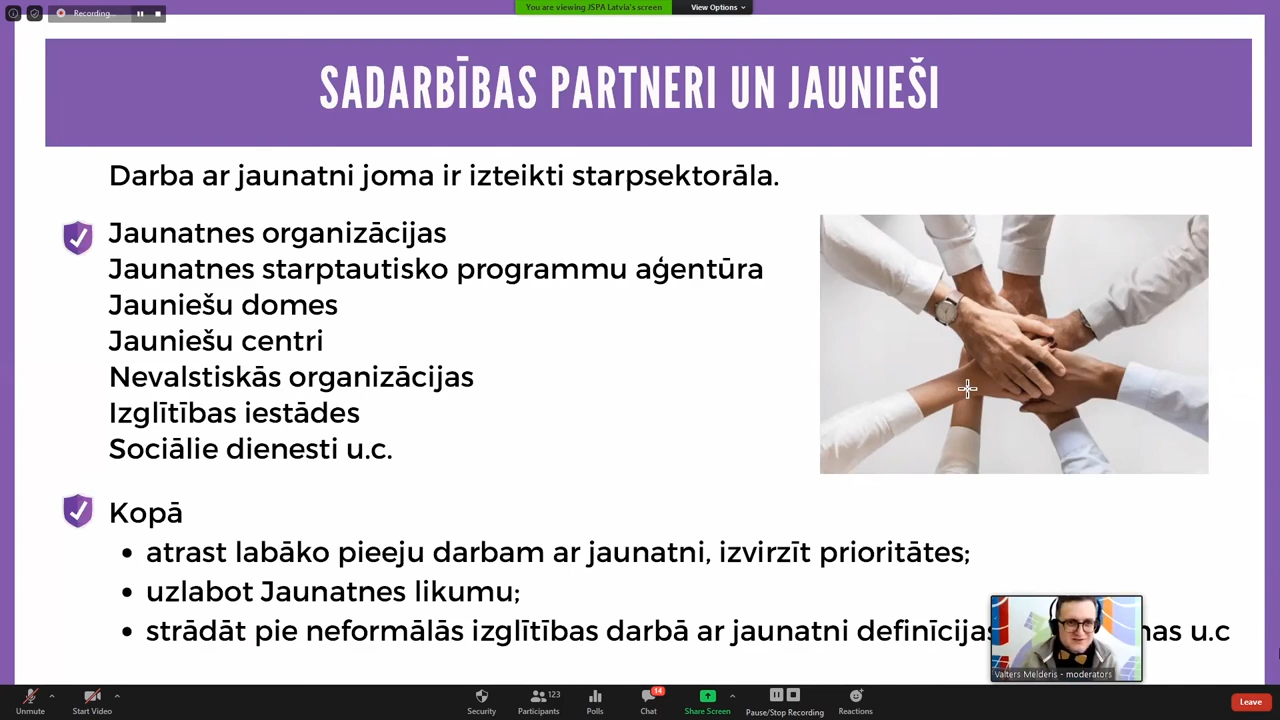 Recording...
You are viewing JSPA Latvia's screen
View Options
SADARBĪBAS PARTNERI UN JAUNIEŠI
Darba ar jaunatni joma ir izteikti starpsektorāla.
Jaunatnes organizācijas
Jaunatnes starptautisko programmu aģentūra
Jauniešu domes
Jauniešu centri
Nevalstiskās organizācijas
Izglītības iestādes
Sociālie dienesti u.c.
Kopā
• atrast labāko pieeju darbam ar jaunatni, izvirzīt prioritātes;
• uzlabot Jaunatnes likumu;
• strādāt pie neformālās izglītības darbā ar jaunatni definīcijas u.c
Valters Melderis - moderators
Unmute
Start Video
Security
Participants 123
Polls
Chat 14
Share Screen
Pause/Stop Recording
Reactions
Leave